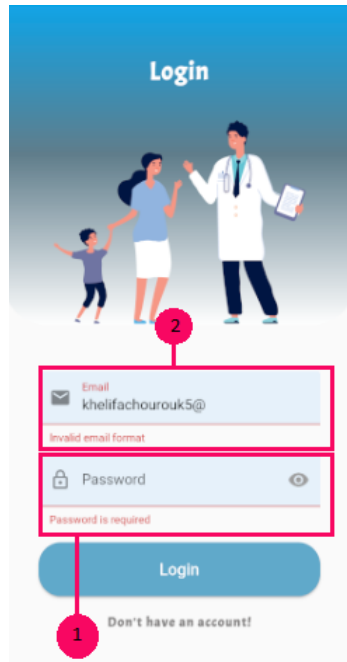 Login
2
Email
khelifachourouk5@
Invalid email format
Password
Password is required
Login
1
Don't have an account!